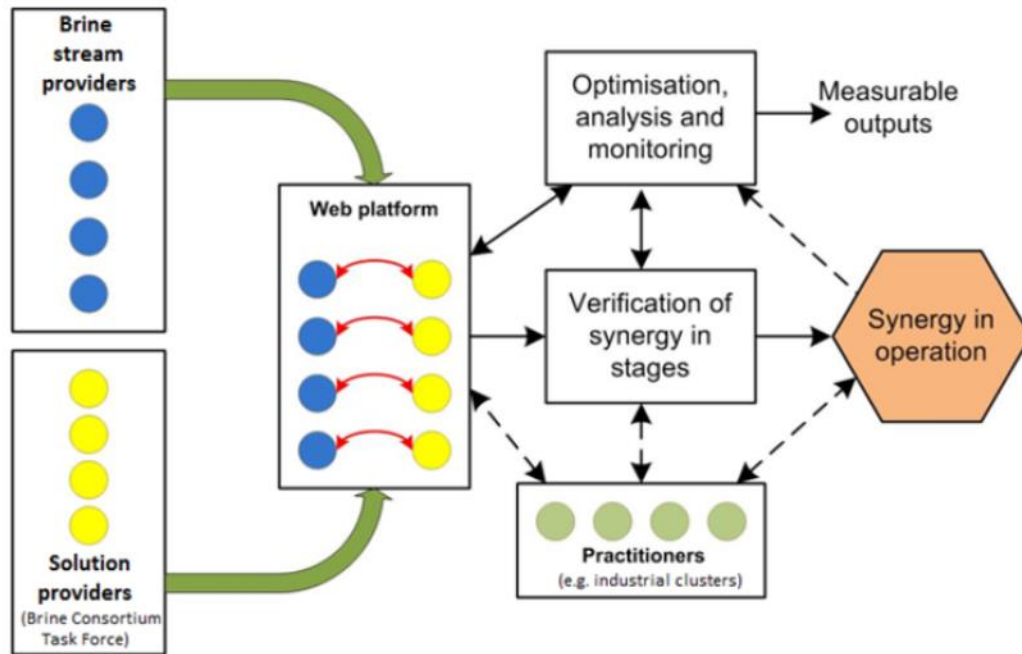 Brine
stream
providers
Solution
providers
(Brine Consortium
Task Force)
Web platform
Optimisation,
analysis and
monitoring
Measurable
outputs
Verification of
synergy in
stages
Synergy in
operation
Practitioners
(e.g. industrial clusters)